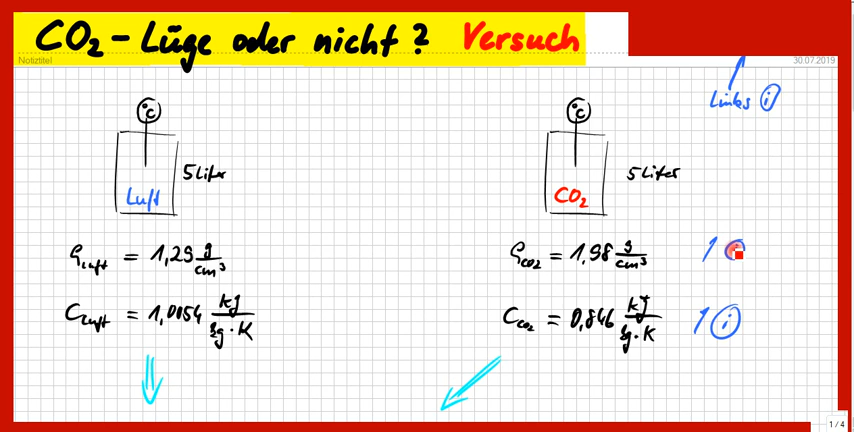 CO₂-Lüge oder nicht? Versuch
Notiztitel
30.07.2019
Links i
°C
°C
5 Liter
5 Liter
Luft
CO₂
ρLuft = 1,29 g/cm³
ρCO₂ = 1,98 g/cm³
CLuft = 1,0054 kJ/kg·K
CCO₂ = 0,846 kJ/kg·K
i
1 / 4